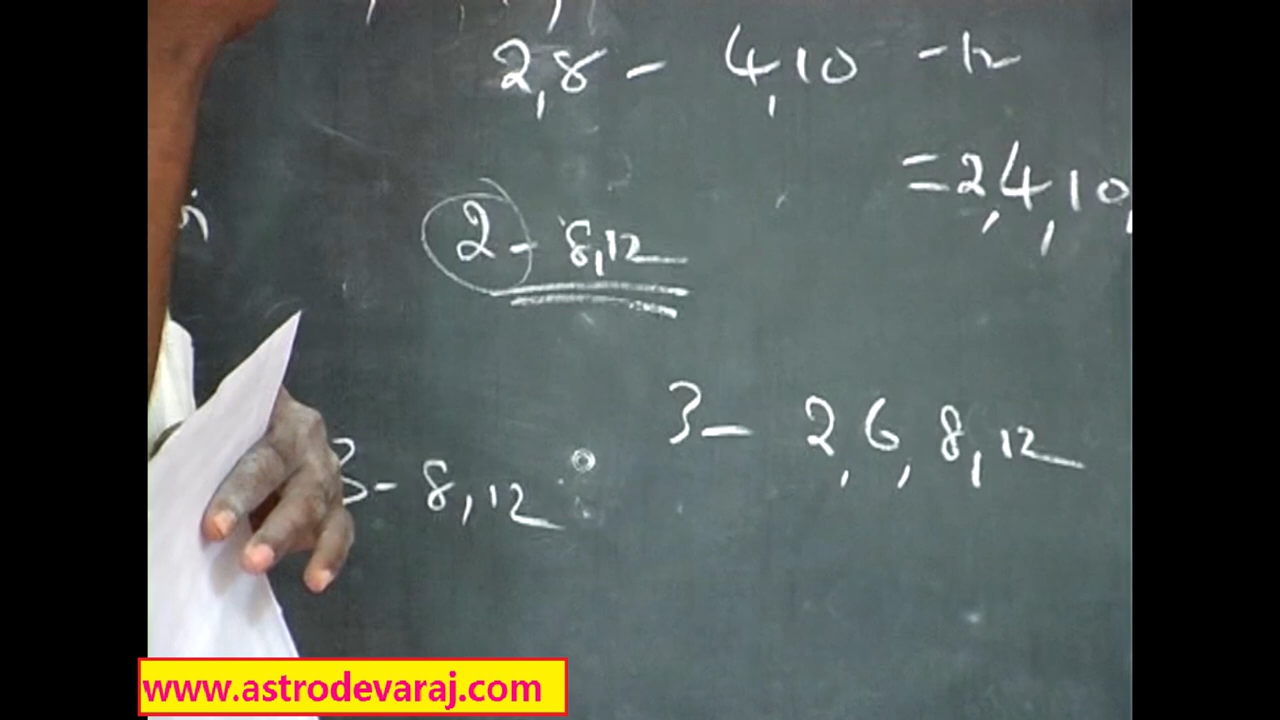 2,8 - 4,10 - 12
= 2,4,10,
2 - 8,12
3 - 2,6,8,12
3 - 8,12
www.astrodevaraj.com